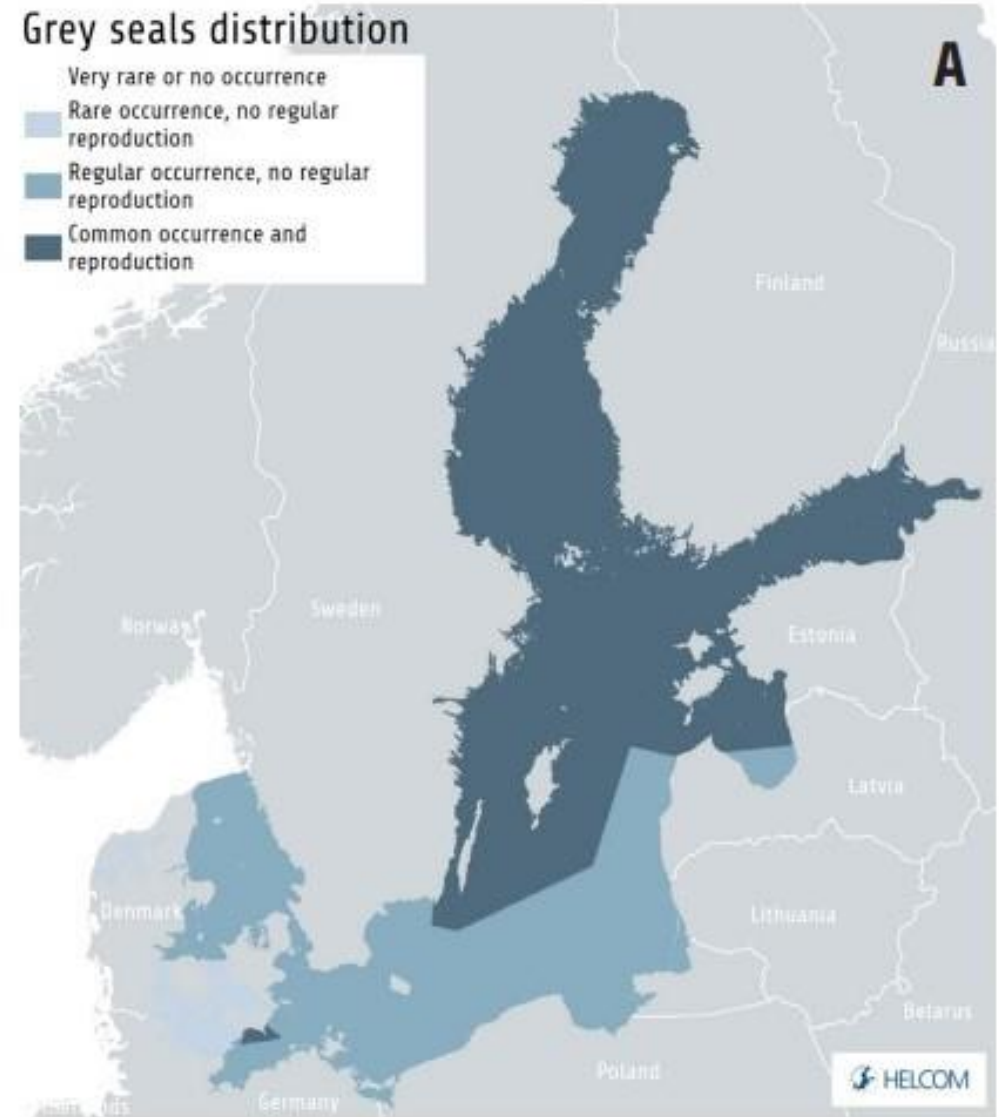 Grey seals distribution
A
Very rare or no occurrence
Rare occurrence, no regular
reproduction
Regular occurrence, no regular
reproduction
Common occurrence and
reproduction
Finland
Russia
Sweden
Norway
Estonia
Latvia
Denmark
Lithuania
Belarus
Poland
HELCOM
Germany